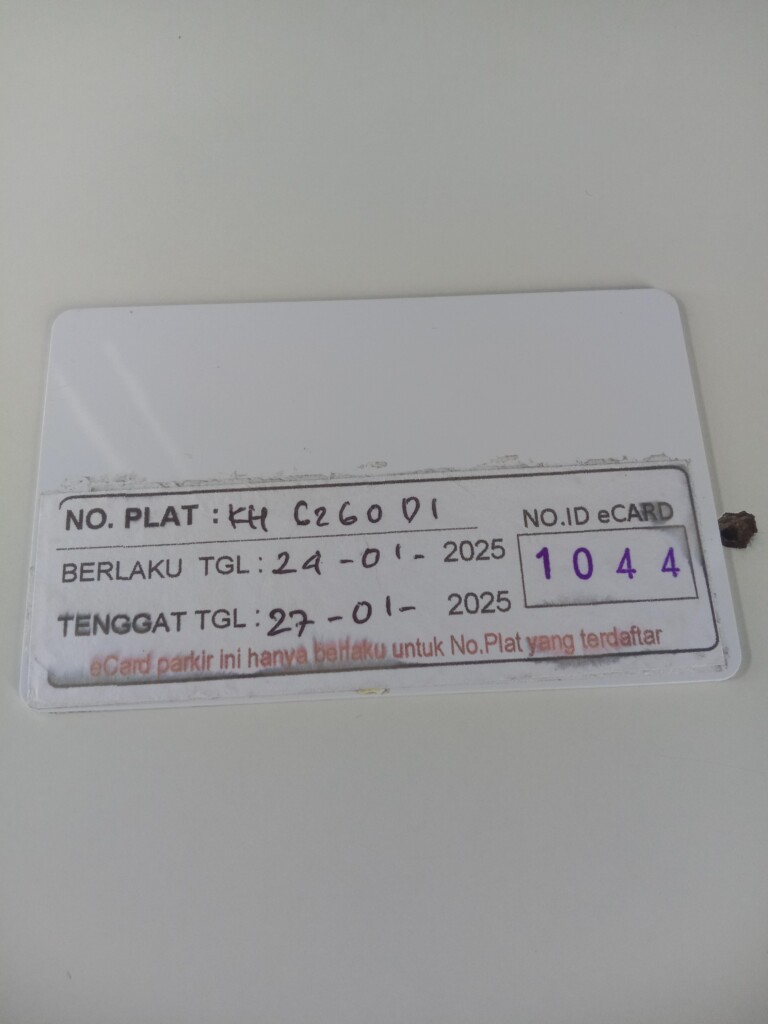 NO. PLAT : KH C260 DI
BERLAKU TGL : 24 - 01 - 2025
TENGGAT TGL : 27 - 01 - 2025
NO.ID eCARD
1044
eCard parkir ini hanya berlaku untuk No.Plat yang terdaftar